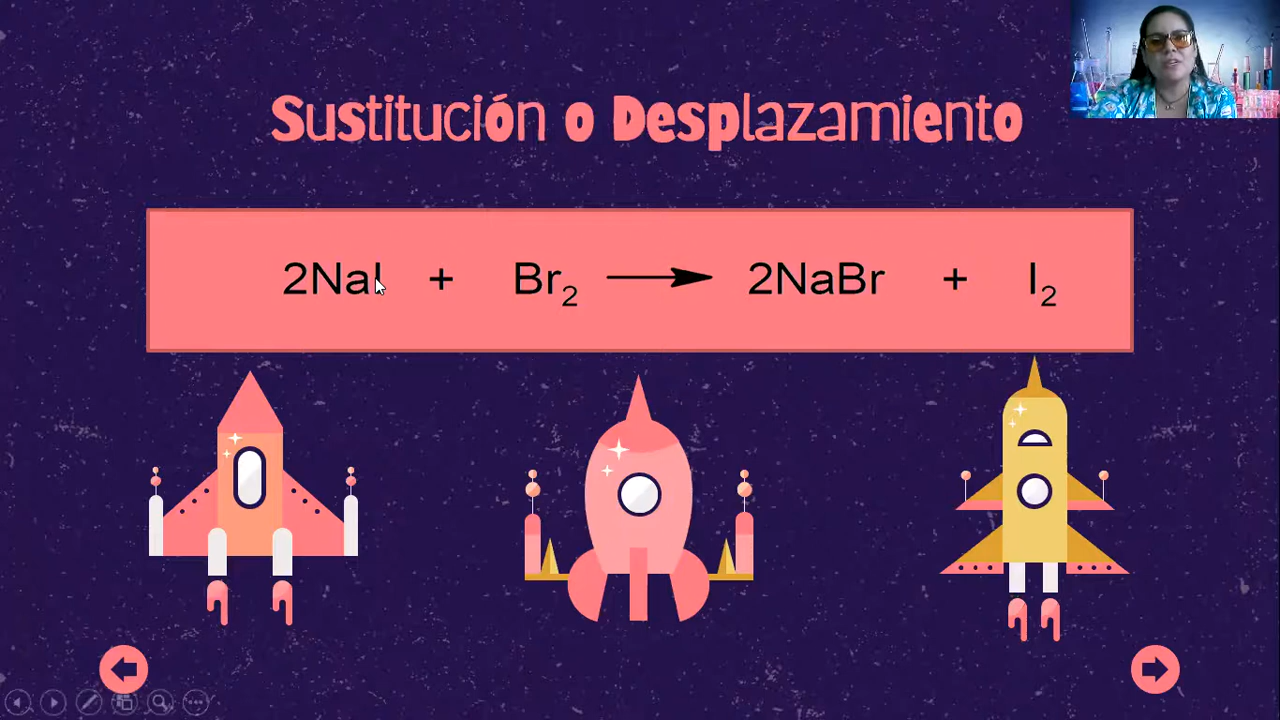 Sustitución o Desplazamiento
2NaI + Br₂ ⟶ 2NaBr + I₂